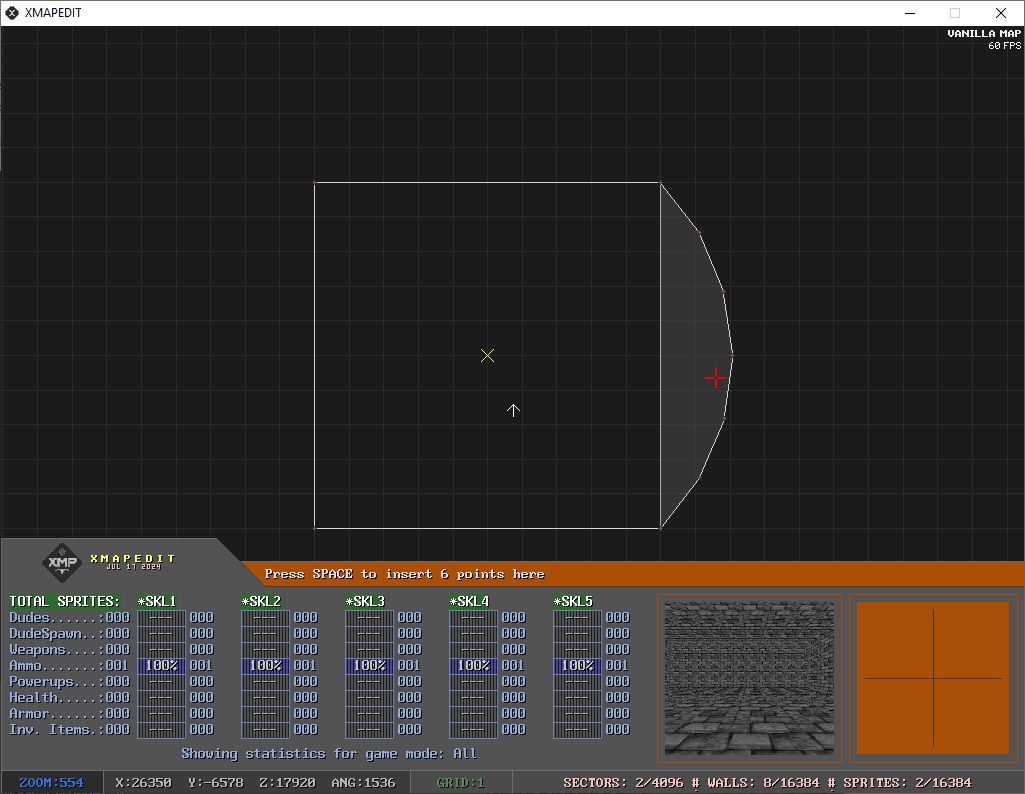 XMAPEDIT
VANILLA MAP
60 FPS
XMP
XMAPEDIT
JUL 17 2024
Press SPACE to insert 6 points here
TOTAL SPRITES: *SKL1 *SKL2 *SKL3 *SKL4 *SKL5
Dudes......:000 --- 000 --- 000 --- 000 --- 000 --- 000
DudeSpawn..:000 --- 000 --- 000 --- 000 --- 000 --- 000
Weapons....:000 --- 000 --- 000 --- 000 --- 000 --- 000
Ammo.......:001 100% 001 100% 001 100% 001 100% 001 100% 001
Powerups...:000 --- 000 --- 000 --- 000 --- 000 --- 000
Health.....:000 --- 000 --- 000 --- 000 --- 000 --- 000
Armor......:000 --- 000 --- 000 --- 000 --- 000 --- 000
Inv. Items.:000 --- 000 --- 000 --- 000 --- 000 --- 000
Showing statistics for game mode: All
ZOOM:554 X:26350 Y:-6578 Z:17920 ANG:1536 GRID:1 SECTORS: 2/4096 # WALLS: 8/16384 # SPRITES: 2/16384